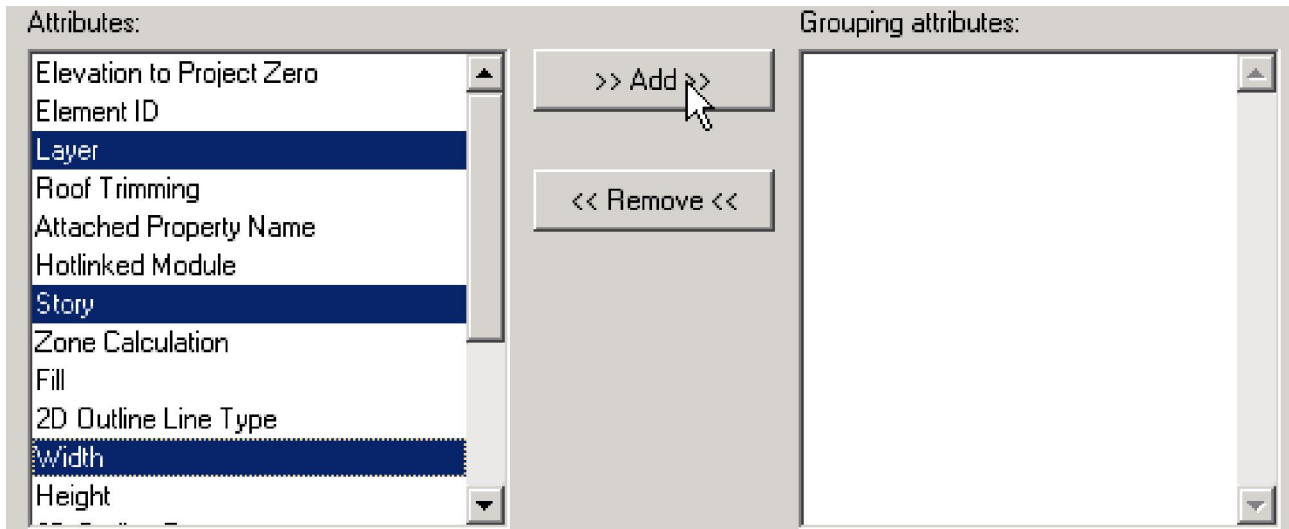 Attributes:
Elevation to Project Zero
Element ID
Layer
Roof Trimming
Attached Property Name
Hotlinked Module
Story
Zone Calculation
Fill
2D Outline Line Type
Width
Height
>> Add >>
<< Remove <<
Grouping attributes: